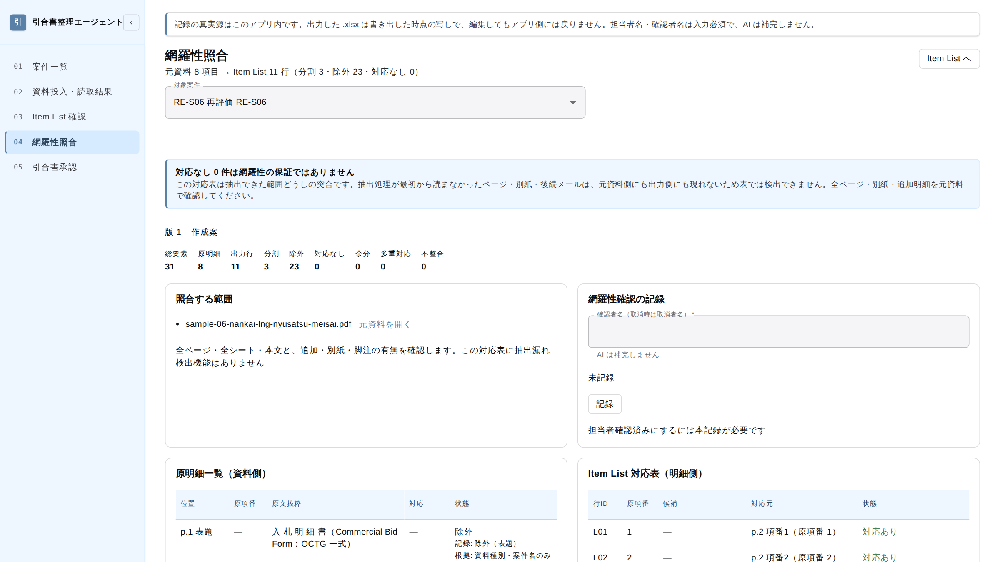 引 引合書整理エージェント ‹
01 案件一覧
02 資料投入・読取結果
03 Item List 確認
04 網羅性照合
05 引合書承認
記録の真実源はこのアプリ内です。出力した .xlsx は書き出した時点の写しで、編集してもアプリ側には戻りません。担当者名・確認者名は入力必須で、AI は補完しません。
網羅性照合
Item List へ
元資料 8 項目 → Item List 11 行（分割 3・除外 23・対応なし 0）
対象案件
RE-S06 再評価 RE-S06
対応なし 0 件は網羅性の保証ではありません
この対応表は抽出できた範囲どうしの突合です。抽出処理が最初から読まなかったページ・別紙・後続メールは、元資料側にも出力側にも現れないため表では検出できません。全ページ・別紙・追加明細を元資料
で確認してください。
版 1 作成案
総要素 原明細 出力行 分割 除外 対応なし 余分 多重対応 不整合
31 8 11 3 23 0 0 0 0
照合する範囲
• sample-06-nankai-lng-nyusatsu-meisai.pdf 元資料を開く
全ページ・全シート・本文と、追加・別紙・脚注の有無を確認します。この対応表に抽出漏れ
検出機能はありません
網羅性確認の記録
確認者名（取消時は取消者名） *
AI は補完しません
未記録
記録
担当者確認済みにするには本記録が必要です
原明細一覧（資料側）
位置 原項番 原文抜粋 対応 状態
p.1 表題 — 入 札 明 細 書（Commercial Bid — 除外
Form：OCTG 一式） 記録: 除外（表題）
根拠: 資料種別・案件名のみ
Item List 対応表（明細側）
行ID 原項番 候補 対応元 状態
L01 1 — p.2 項番1（原項番 1） 対応あり
L02 2 — p.2 項番2（原項番 2） 対応あり